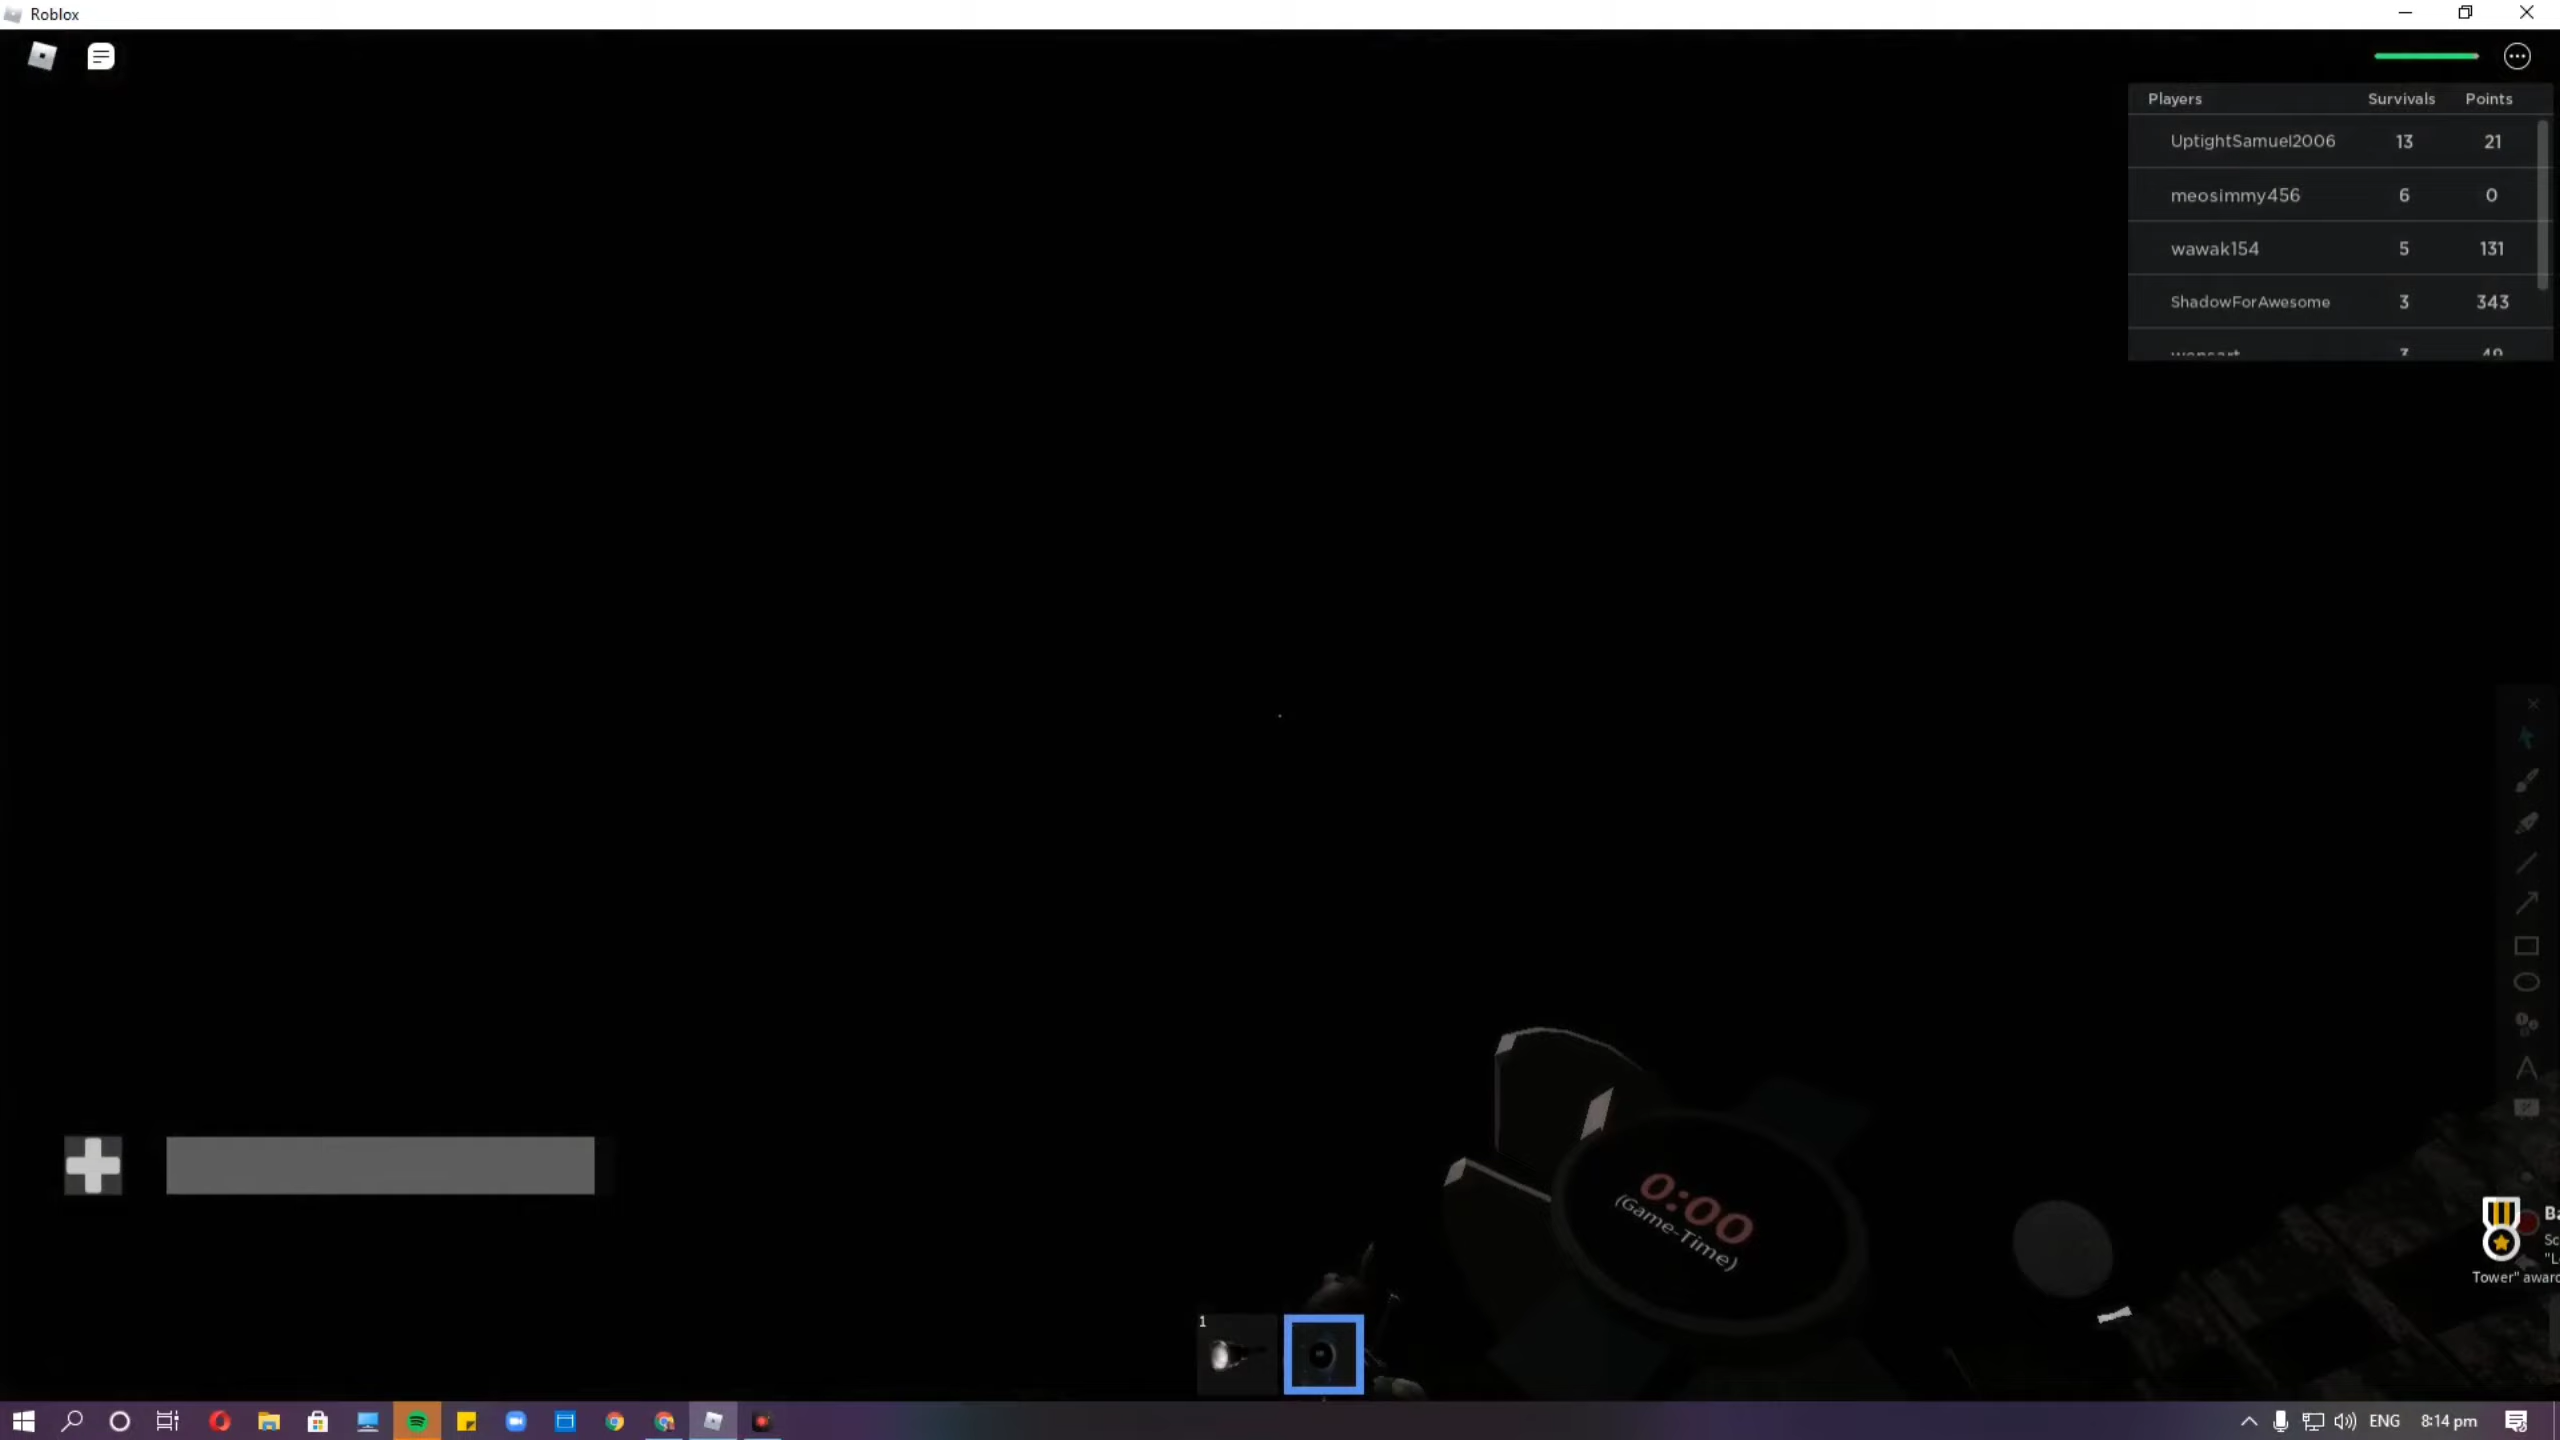 Roblox
Players Survivals Points
UptightSamuel2006 13 21
meosimmy456 6 0
wawak154 5 131
ShadowForAwesome 3 343
0:00
(Game-Time)
Tower" award
1
ENG 8:14 pm